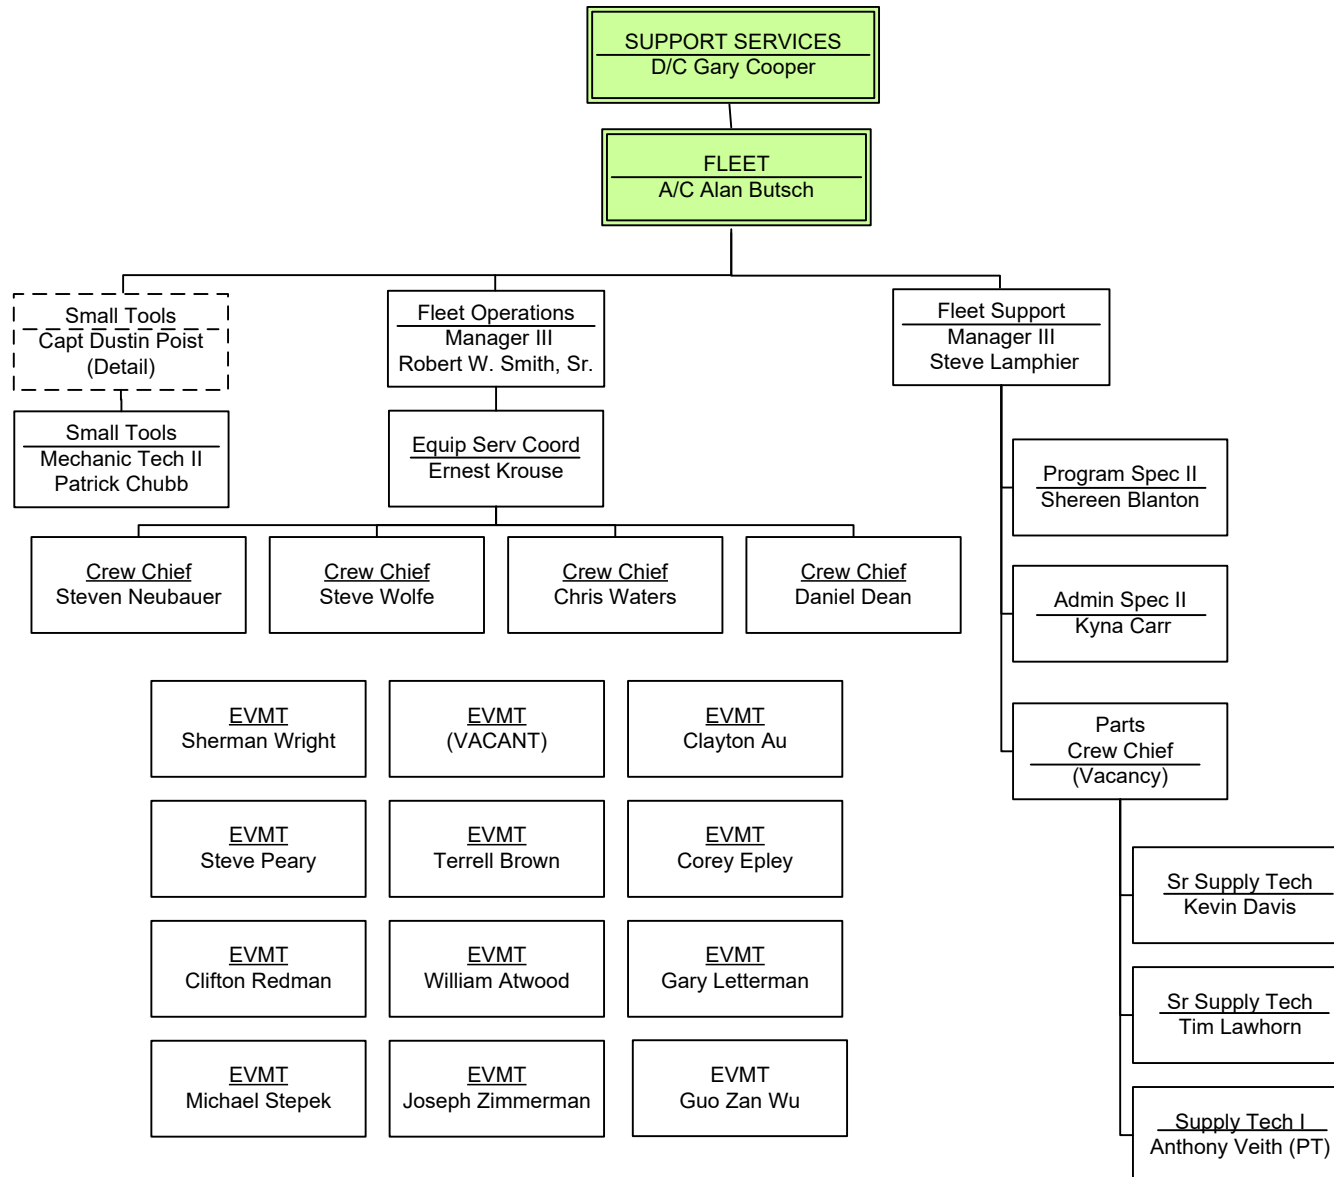 SUPPORT SERVICES
D/C Gary Cooper
FLEET
A/C Alan Butsch
Small Tools
Capt Dustin Poist
(Detail)
Fleet Operations
Manager III
Robert W. Smith, Sr.
Fleet Support
Manager III
Steve Lamphier
Small Tools
Mechanic Tech II
Patrick Chubb
Equip Serv Coord
Ernest Krouse
Program Spec II
Shereen Blanton
Crew Chief
Steven Neubauer
Crew Chief
Steve Wolfe
Crew Chief
Chris Waters
Crew Chief
Daniel Dean
Admin Spec II
Kyna Carr
EVMT
Sherman Wright
EVMT
(VACANT)
EVMT
Clayton Au
Parts
Crew Chief
(Vacancy)
EVMT
Steve Peary
EVMT
Terrell Brown
EVMT
Corey Epley
Sr Supply Tech
Kevin Davis
EVMT
Clifton Redman
EVMT
William Atwood
EVMT
Gary Letterman
Sr Supply Tech
Tim Lawhorn
EVMT
Michael Stepek
EVMT
Joseph Zimmerman
EVMT
Guo Zan Wu
Supply Tech I
Anthony Veith (PT)